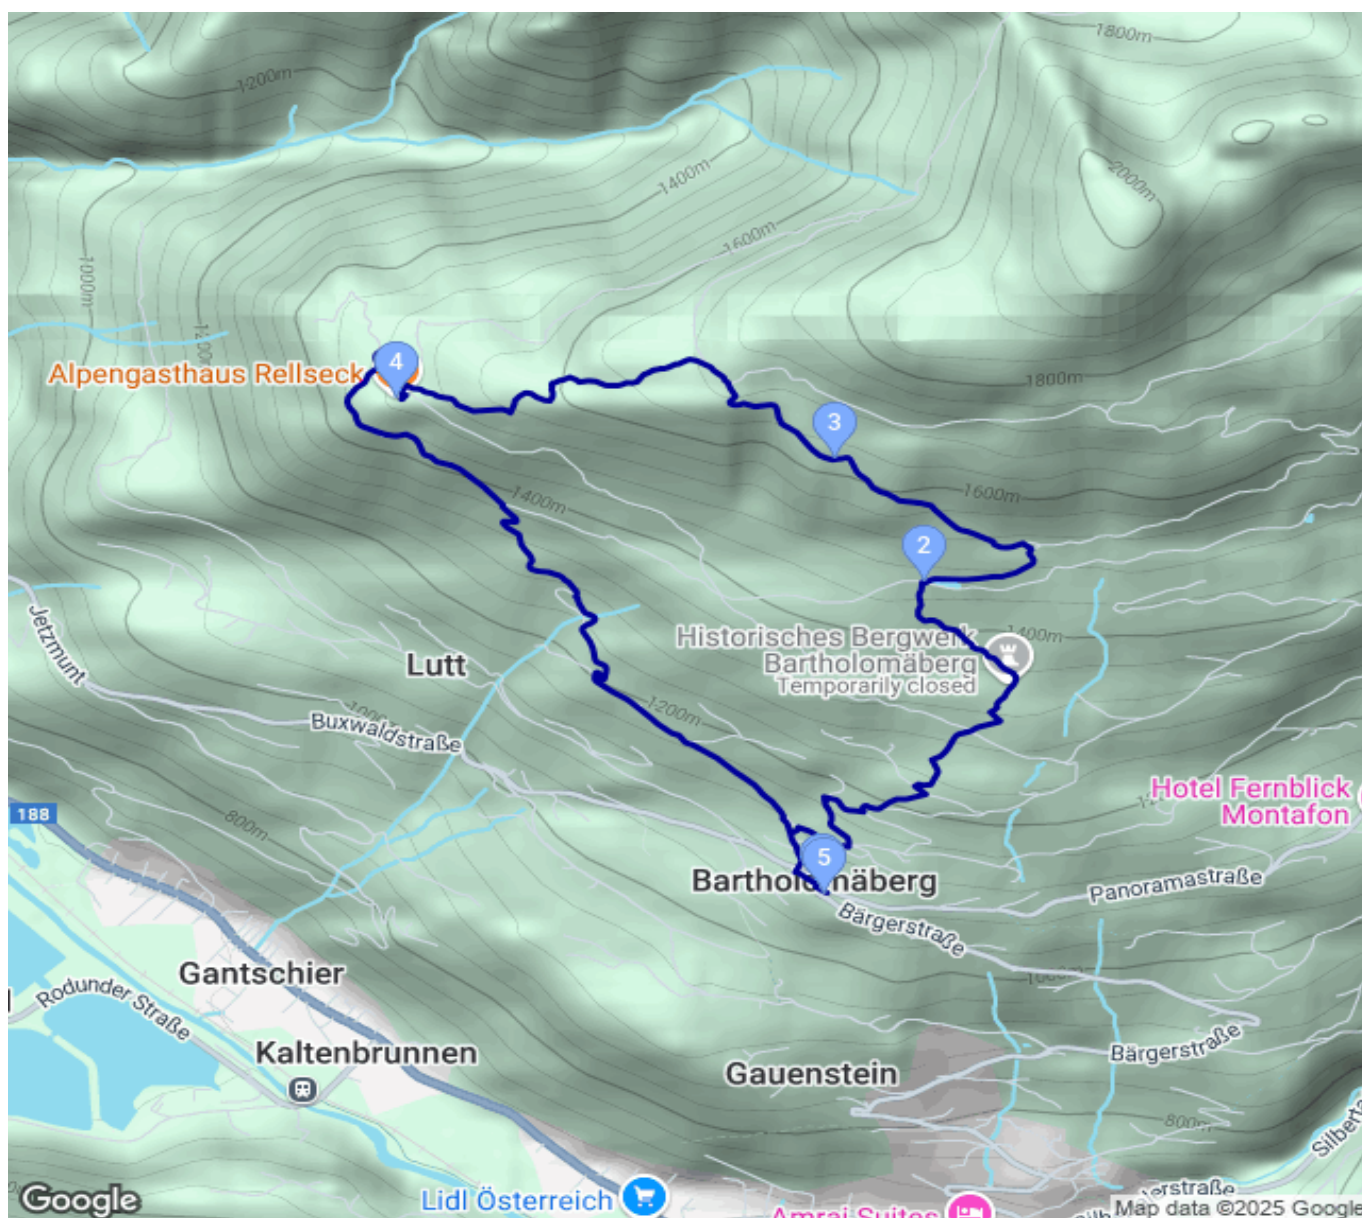 1800m
1200m
1400m
2000m
1600m
1000m
Alpengasthaus Rellseck
4
1800m
3
1400m
1600m
2
Jetzmunt
Historisches Bergwerk
Bartholomäberg
Temporarily closed
1400m
Lutt
1200m
Buxwaldstraße
Hotel Fernblick
Montafon
188
800m
5
Bartholomäberg
Panoramastraße
Bärgerstraße
Gantschier
Rodunder Straße
Bärgerstraße
Kaltenbrunnen
Gauenstein
800m
Google
Lidl Österreich
Amrai Suites
Map data ©2025 Google